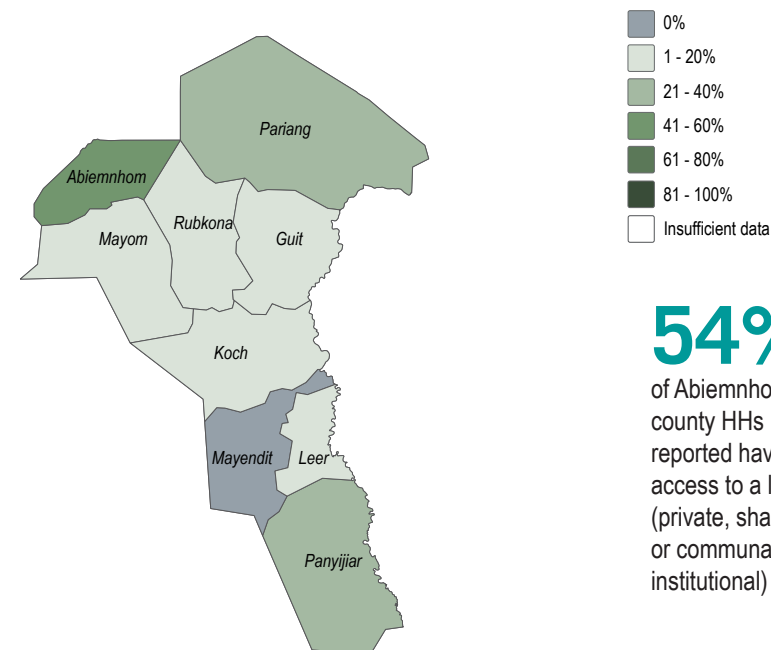 0%
1 - 20%
21 - 40%
41 - 60%
61 - 80%
81 - 100%
Insufficient data
Pariang
Abiemnhom
Rubkona
Mayom
Guit
Koch
Mayendit
Leer
Panyijiar
54%
of Abiemnho
county HHs
reported hav
access to a l
(private, sha
or communa
institutional)